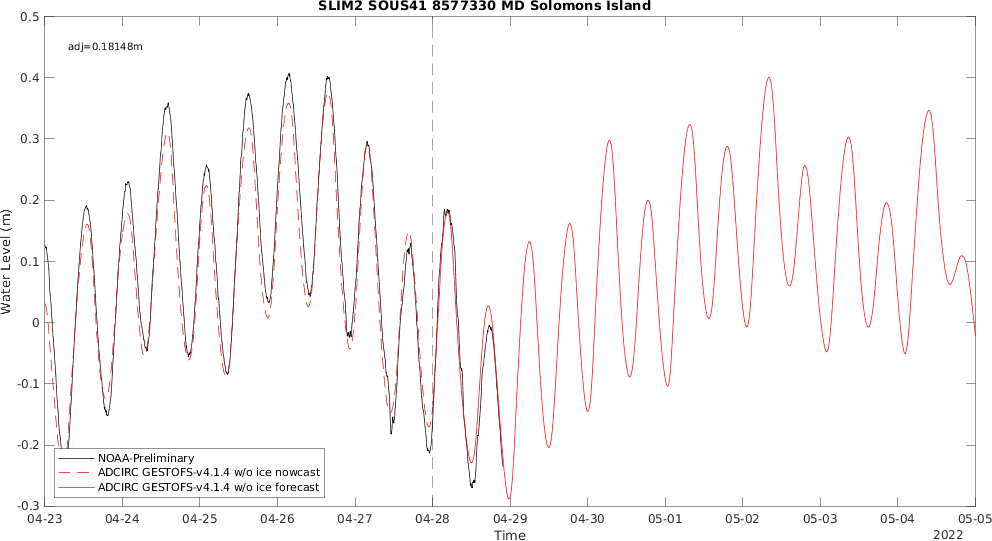 SLIM2 SOUS41 8577330 MD Solomons Island
adj=0.18148m
Water Level (m)
0.5
0.4
0.3
0.2
0.1
0
-0.1
-0.2
-0.3
NOAA-Preliminary
ADCIRC GESTOFS-v4.1.4 w/o ice nowcast
ADCIRC GESTOFS-v4.1.4 w/o ice forecast
04-23 04-24 04-25 04-26 04-27 04-28 04-29 04-30 05-01 05-02 05-03 05-04 05-05
Time
2022